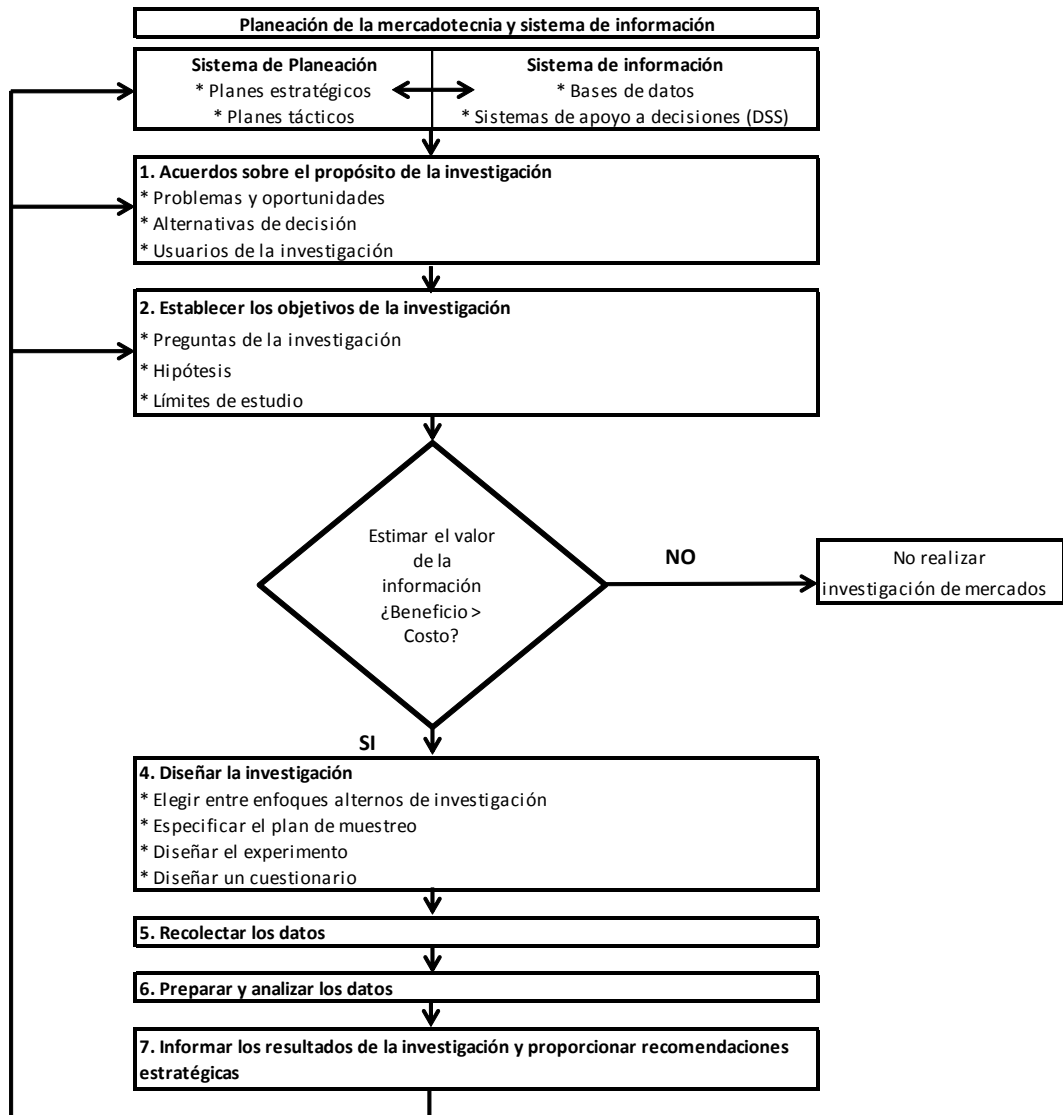 Planeación de la mercadotecnia y sistema de información
Sistema de Planeación
* Planes estratégicos
* Planes tácticos
Sistema de información
* Bases de datos
* Sistemas de apoyo a decisiones (DSS)
1. Acuerdos sobre el propósito de la investigación
* Problemas y oportunidades
* Alternativas de decisión
* Usuarios de la investigación
2. Establecer los objetivos de la investigación
* Preguntas de la investigación
* Hipótesis
* Límites de estudio
Estimar el valor
de la
información
¿Beneficio >
Costo?
NO
No realizar
investigación de mercados
SI
4. Diseñar la investigación
* Elegir entre enfoques alternos de investigación
* Especificar el plan de muestreo
* Diseñar el experimento
* Diseñar un cuestionario
5. Recolectar los datos
6. Preparar y analizar los datos
7. Informar los resultados de la investigación y proporcionar recomendaciones
estratégicas